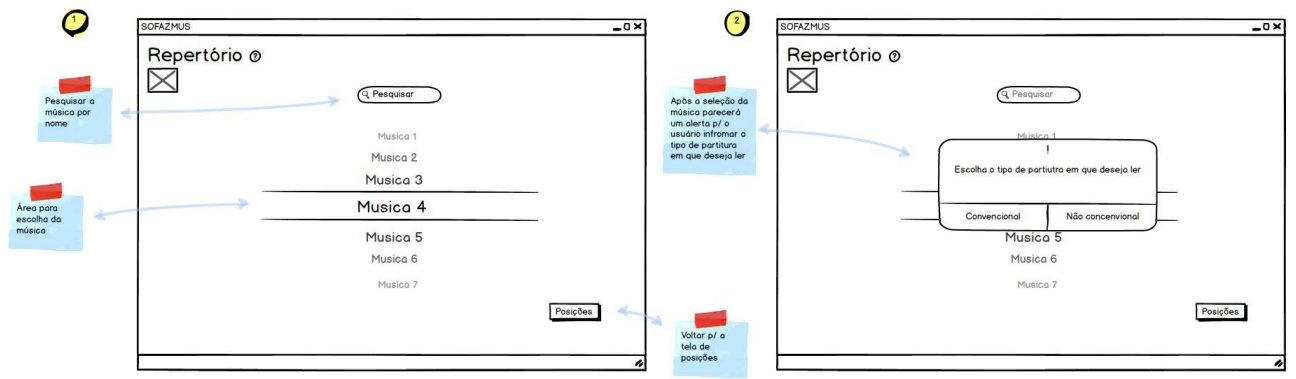 1
SOFAZMUS
Repertório ?
Pesquisar
Musica 1
Musica 2
Musica 3
Musica 4
Musica 5
Musica 6
Musica 7
Posições
Pesquisar a
música por
nome
Área para
escolha da
música
Voltar p/ a
tela de
posições
2
SOFAZMUS
Repertório ?
Pesquisar
Musica 1
!
Escolha o tipo de partiutra em que deseja ler
Convencional
Não concenvional
Musica 5
Musica 6
Musica 7
Posições
Após a seleção da
música parecerá
um alerta p/ o
usuário infromar o
tipo de partitura
em que deseja ler